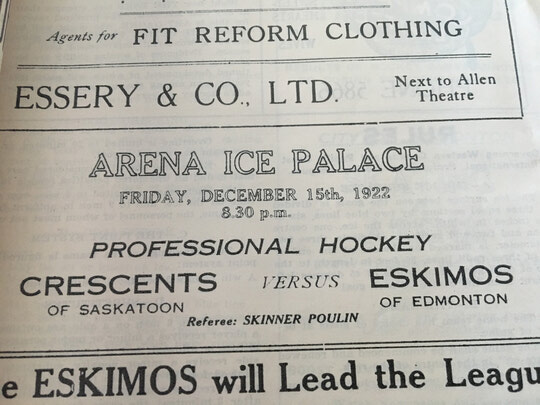 Agents for FIT REFORM CLOTHING
ESSERY & CO., LTD. Next to Allen
Theatre
ARENA ICE PALACE
FRIDAY, DECEMBER 15th, 1922
8.30 p.m.
PROFESSIONAL HOCKEY
CRESCENTS VERSUS ESKIMOS
OF SASKATOON OF EDMONTON
Referee: SKINNER POULIN
e ESKIMOS will Lead the Leagu